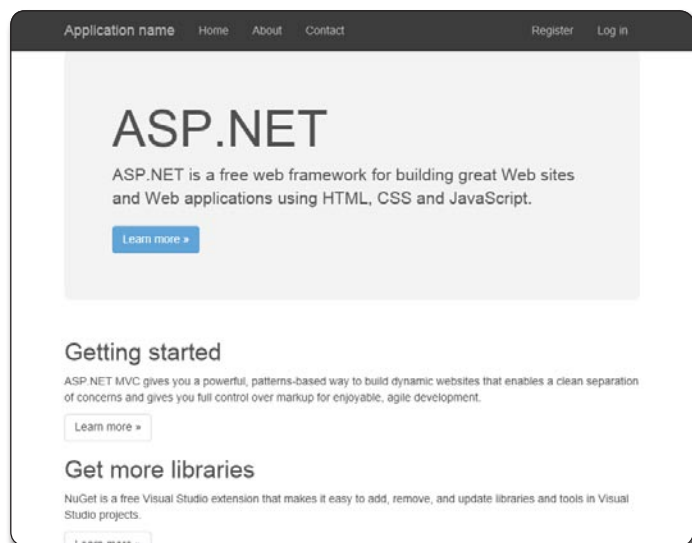 Application name Home About Contact Register Log in
ASP.NET
ASP.NET is a free web framework for building great Web sites
and Web applications using HTML, CSS and JavaScript.
Learn more »
Getting started
ASP.NET MVC gives you a powerful, patterns-based way to build dynamic websites that enables a clean separation
of concerns and gives you full control over markup for enjoyable, agile development.
Learn more »
Get more libraries
NuGet is a free Visual Studio extension that makes it easy to add, remove, and update libraries and tools in Visual
Studio projects.
Learn more »